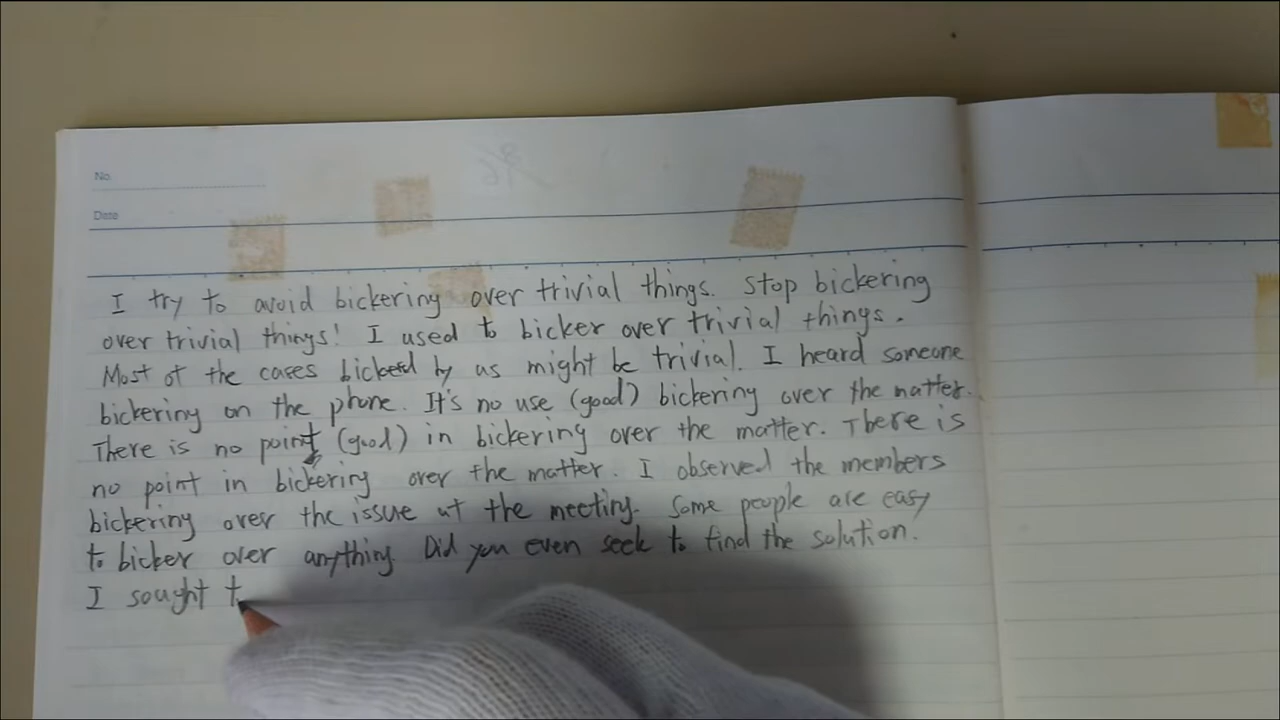 No.
Date
I try to avoid bickering over trivial things. Stop bickering
over trivial things! I used to bicker over trivial things.
Most of the cases bickered by us might be trivial. I heard someone
bickering on the phone. It's no use (good) bickering over the matter.
There is no point (good) in bickering over the matter. There is
no point in bickering over the matter. I observed the members
bickering over the issue at the meeting. Some people are easy
to bicker over anything. Did you even seek to find the solution.
I sought t